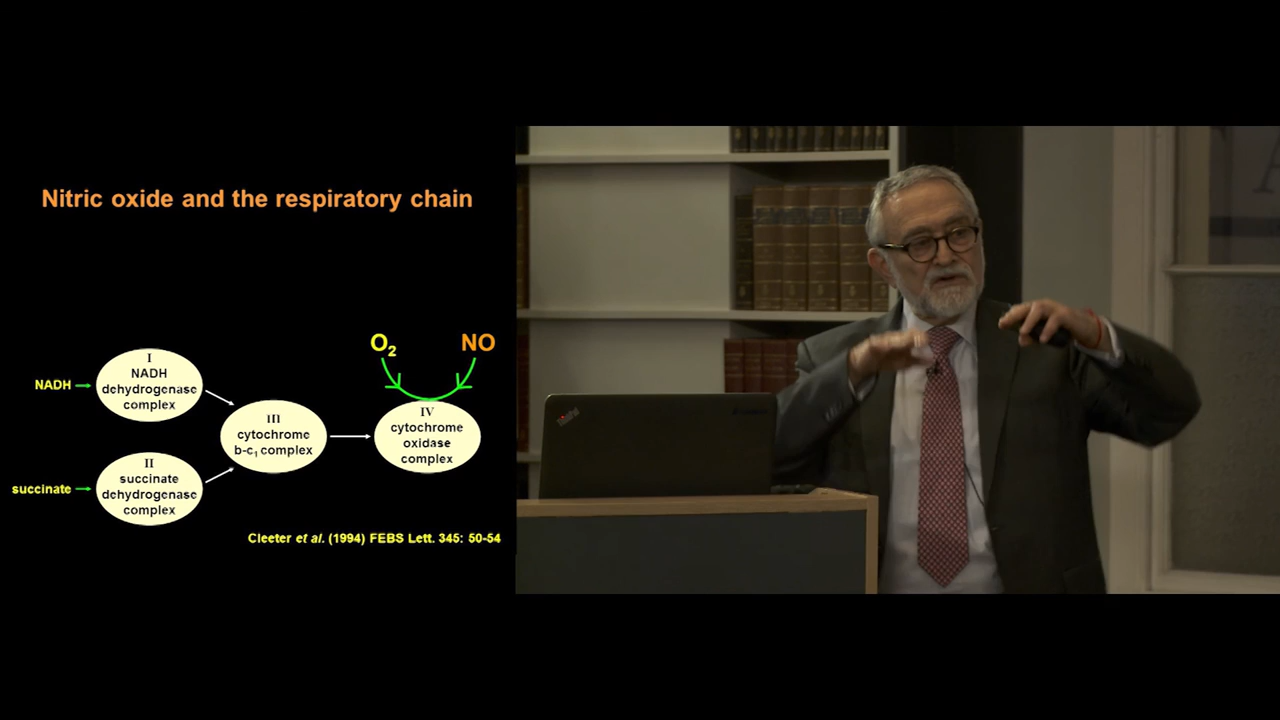 Nitric oxide and the respiratory chain
O₂
NO
I
NADH
dehydrogenase
complex
NADH
III
cytochrome
b-c₁ complex
IV
cytochrome
oxidase
complex
II
succinate
dehydrogenase
complex
succinate
Cleeter et al. (1994) FEBS Lett. 345: 50-54
ThinkPad